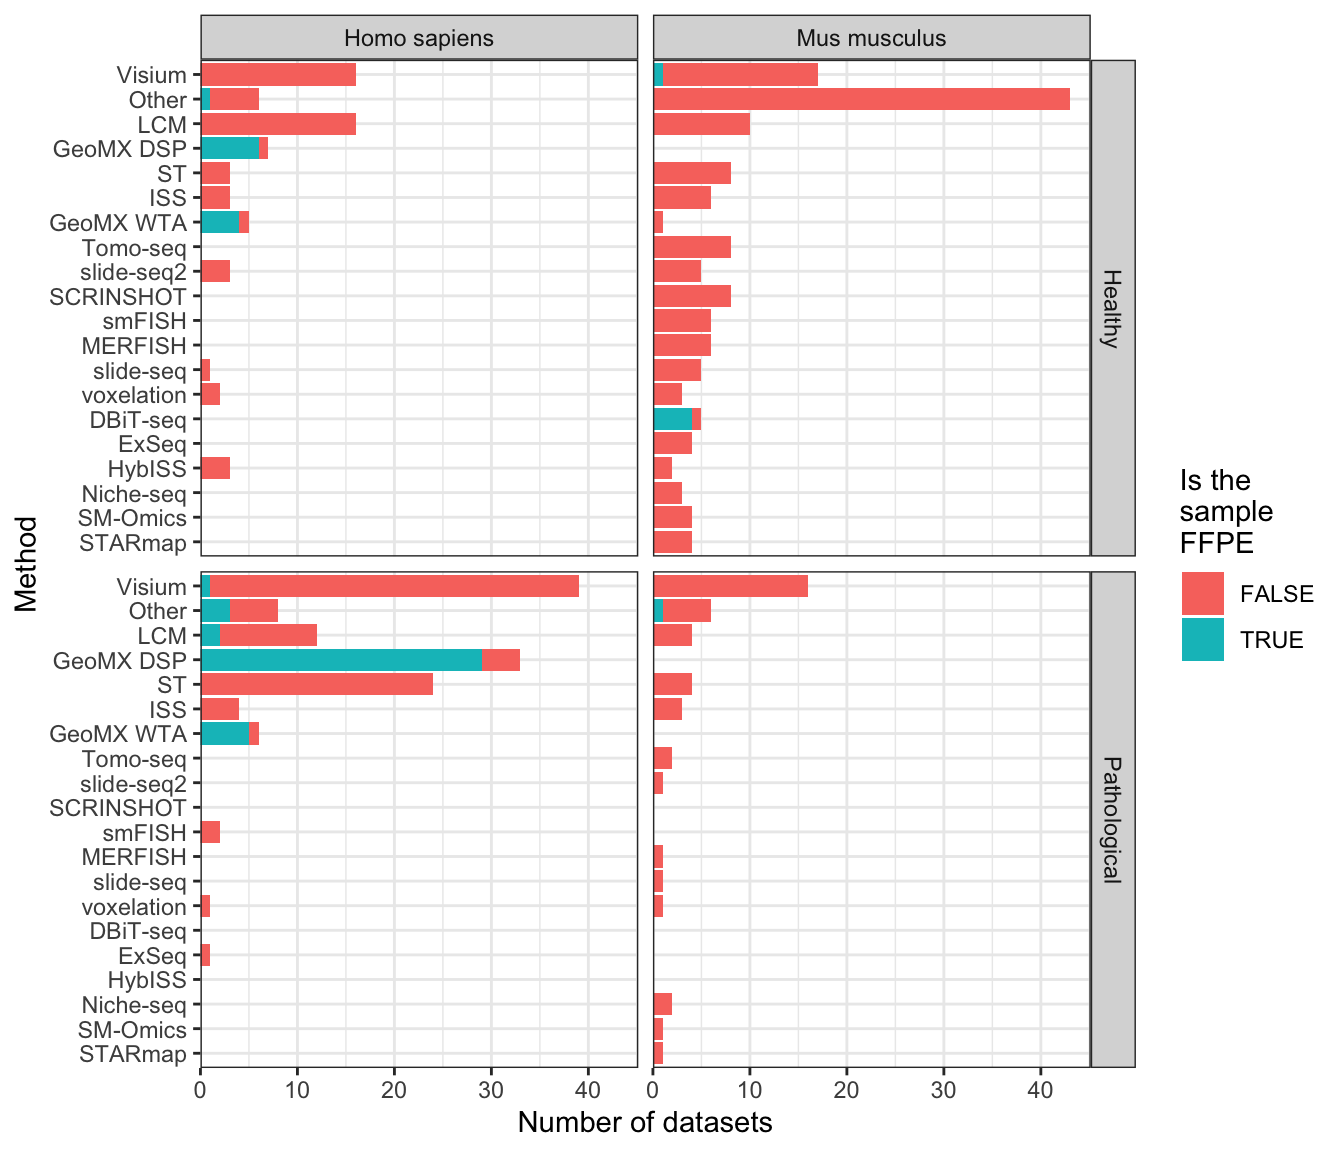 Homo sapiens
Mus musculus
Visium
Other
LCM
GeoMX DSP
ST
ISS
GeoMX WTA
Tomo-seq
slide-seq2
SCRINSHOT
smFISH
MERFISH
slide-seq
voxelation
DBiT-seq
ExSeq
HybISS
Niche-seq
SM-Omics
STARmap
Healthy
Visium
Other
LCM
GeoMX DSP
ST
ISS
GeoMX WTA
Tomo-seq
slide-seq2
SCRINSHOT
smFISH
MERFISH
slide-seq
voxelation
DBiT-seq
ExSeq
HybISS
Niche-seq
SM-Omics
STARmap
Pathological
Method
0 10 20 30 40
0 10 20 30 40
Number of datasets
Is the
sample
FFPE
FALSE
TRUE